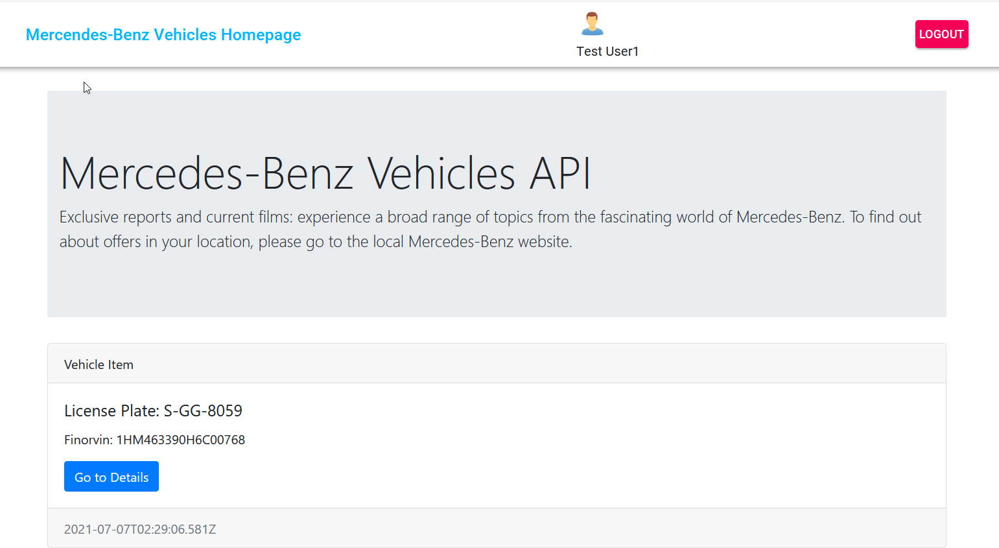 Mercendes-Benz Vehicles Homepage
Test User1
LOGOUT
Mercedes-Benz Vehicles API
Exclusive reports and current films: experience a broad range of topics from the fascinating world of Mercedes-Benz. To find out
about offers in your location, please go to the local Mercedes-Benz website.
Vehicle Item
License Plate: S-GG-8059
Finorvin: 1HM463390H6C00768
Go to Details
2021-07-07T02:29:06.581Z